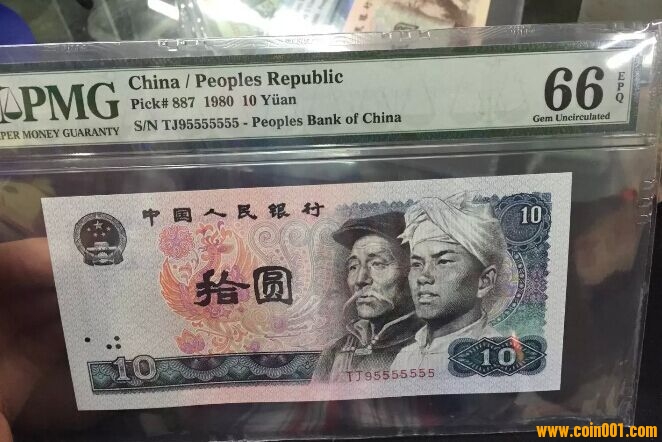 PMG
PER MONEY GUARANTY
China / Peoples Republic
Pick# 887 1980 10 Yüan
S/N TJ95555555 - Peoples Bank of China
66
EPQ
Gem Uncirculated
中国人民银行
10
拾圆
10
10
TJ95555555
www.coin001.com